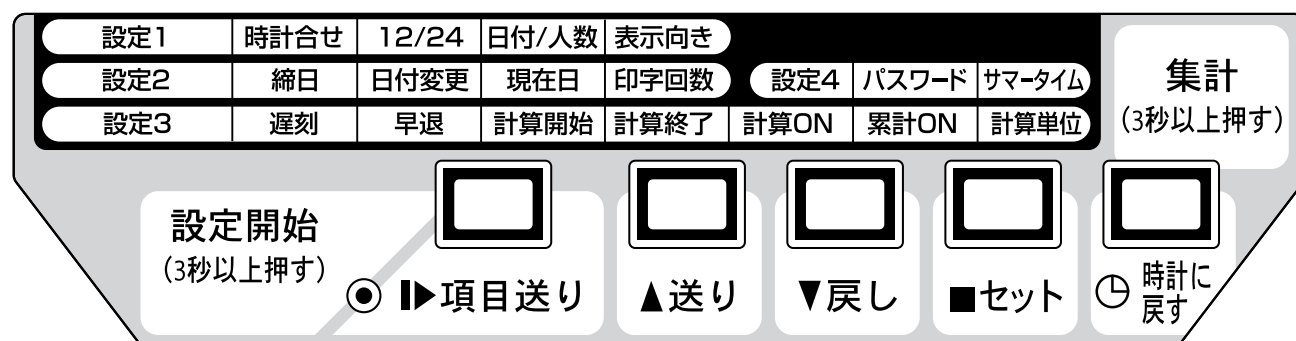 設定1 時計合せ 12/24 日付/人数 表示向き
設定2 締日 日付変更 現在日 印字回数 設定4 パスワード サマータイム
設定3 遅刻 早退 計算開始 計算終了 計算ON 累計ON 計算単位
集計
(3秒以上押す)
設定開始
(3秒以上押す)
項目送り
▲送り
▼戻し
■セット
時計に
戻す